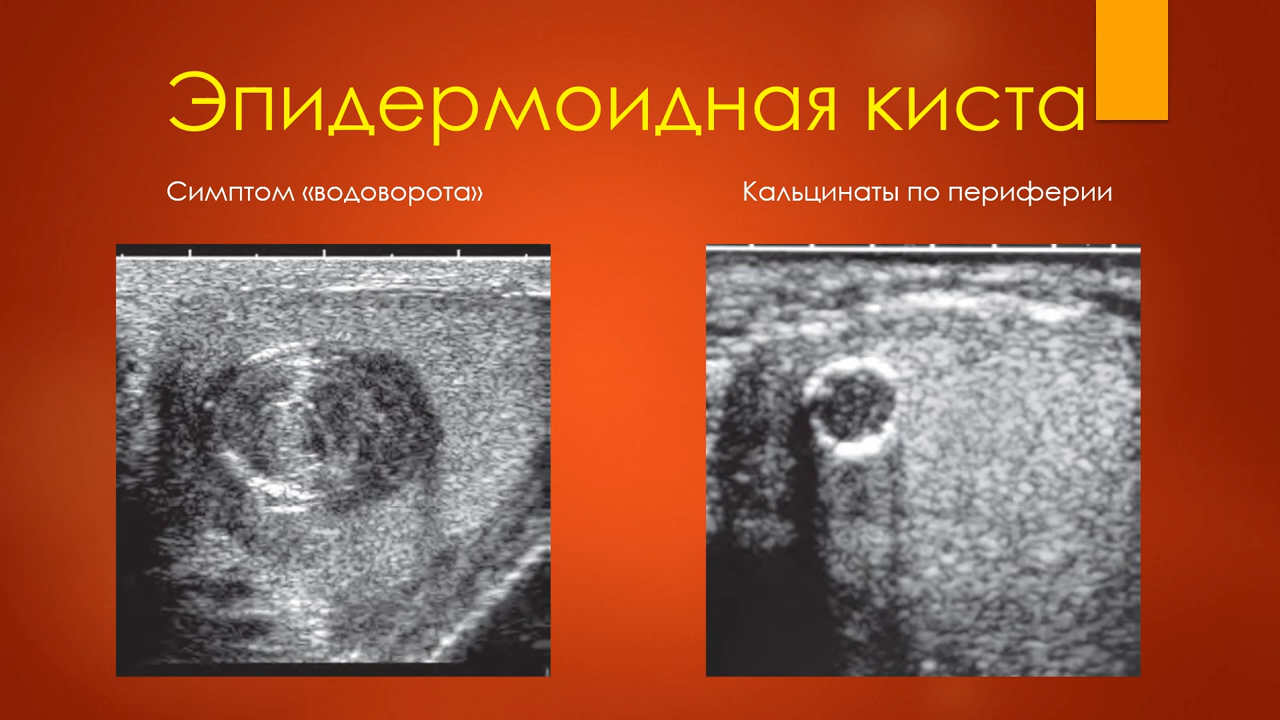 Эпидермоидная киста
Симптом «водоворота»
Кальцинаты по периферии